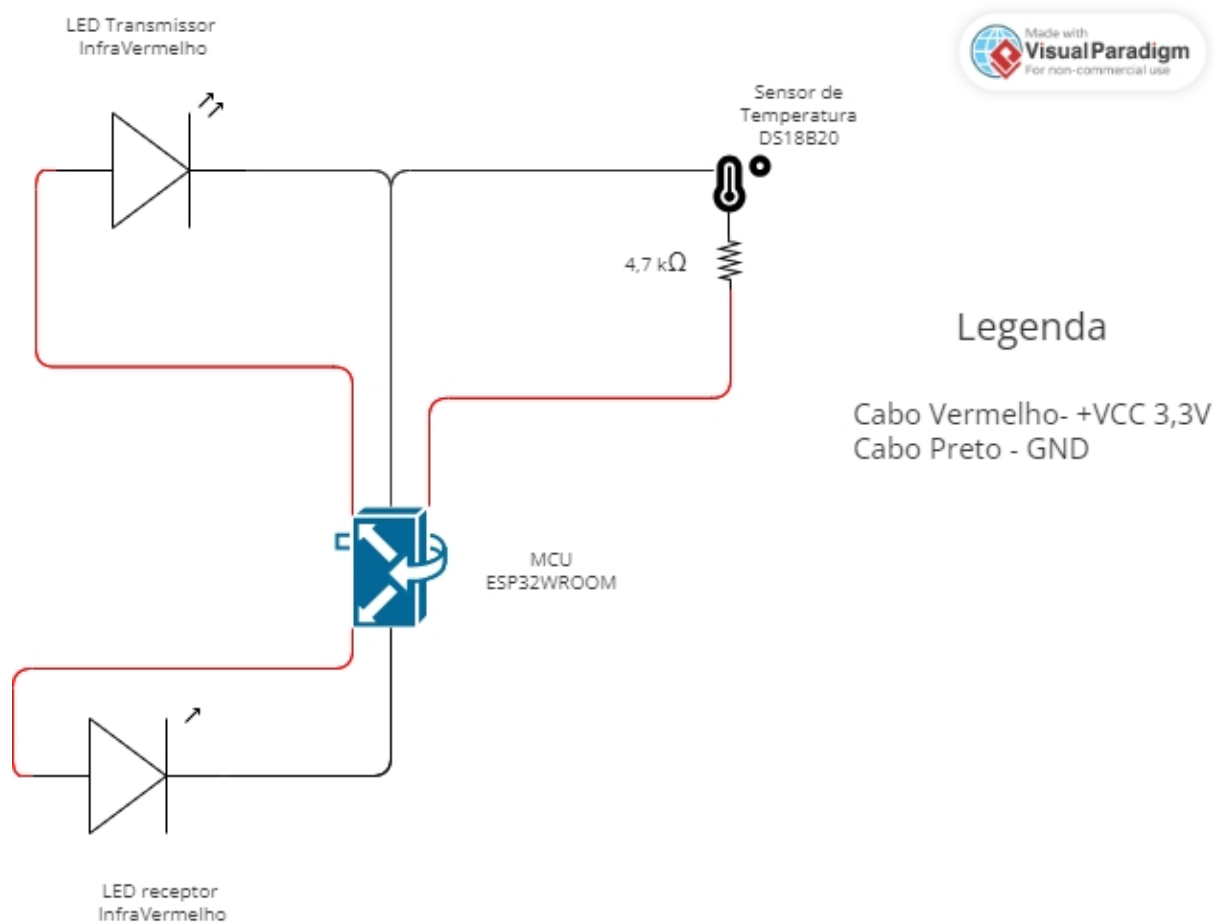 LED Transmissor
InfraVermelho
Made with
Visual Paradigm
For non-commercial use
Sensor de
Temperatura
DS18B20
4,7 kΩ
Legenda
Cabo Vermelho- +VCC 3,3V
Cabo Preto - GND
MCU
ESP32WROOM
LED receptor
InfraVermelho